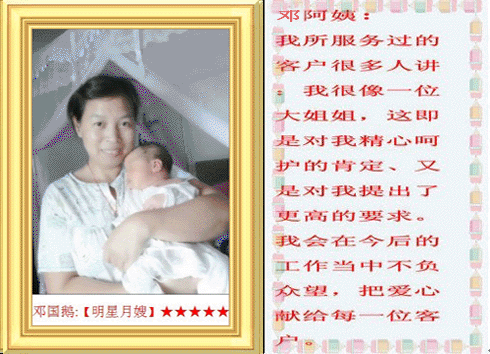 邓国鹅:【明星月嫂】★★★★★
邓阿姨：
我所服务过的
客户很多人讲
：我很像一位
大姐姐，这即
是对我精心呵
护的肯定、又
是对我提出了
更高的要求。
我会在今后的
工作当中不负
众望，把爱心
献给每一位客
户。